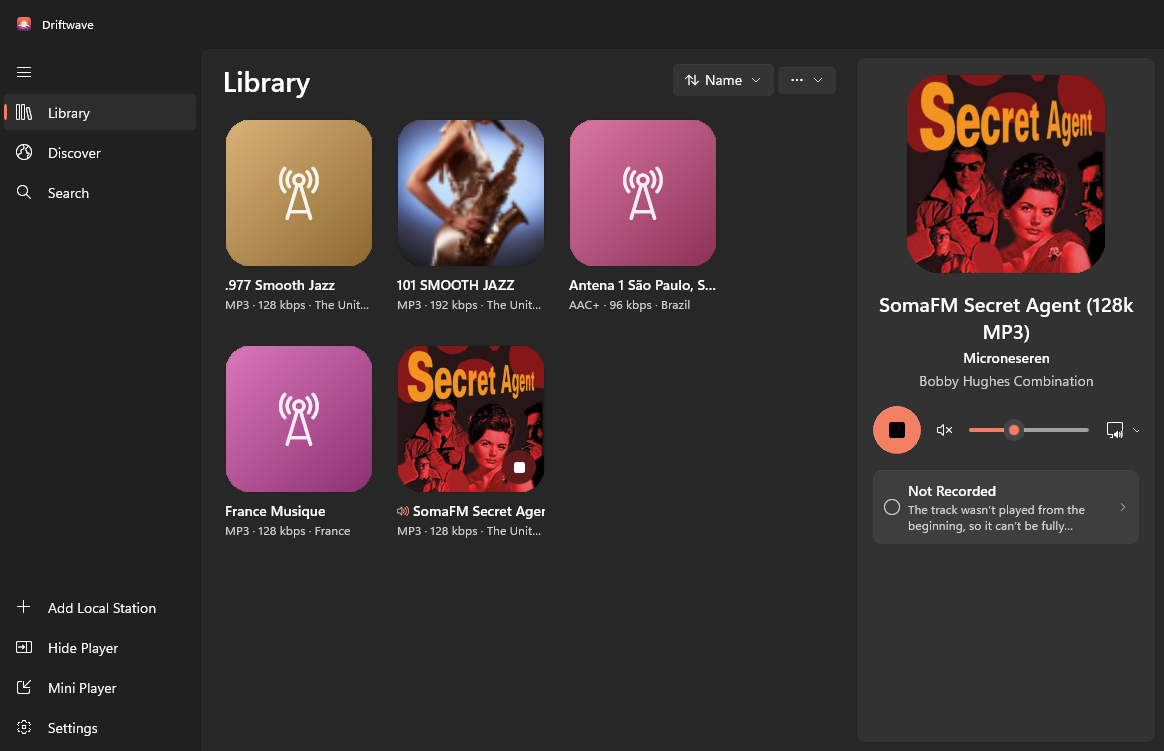 Driftwave
Library
Discover
Search
Add Local Station
Hide Player
Mini Player
Settings
Library
Name
.977 Smooth Jazz
MP3 · 128 kbps · The Unit...
101 SMOOTH JAZZ
MP3 · 192 kbps · The Unit...
Antena 1 São Paulo, S...
AAC+ · 96 kbps · Brazil
Secret Agent
France Musique
MP3 · 128 kbps · France
SomaFM Secret Agen
MP3 · 128 kbps · The Unit...
Secret Agent
SomaFM Secret Agent (128k
MP3)
Microneseren
Bobby Hughes Combination
Not Recorded
The track wasn't played from the
beginning, so it can't be fully...